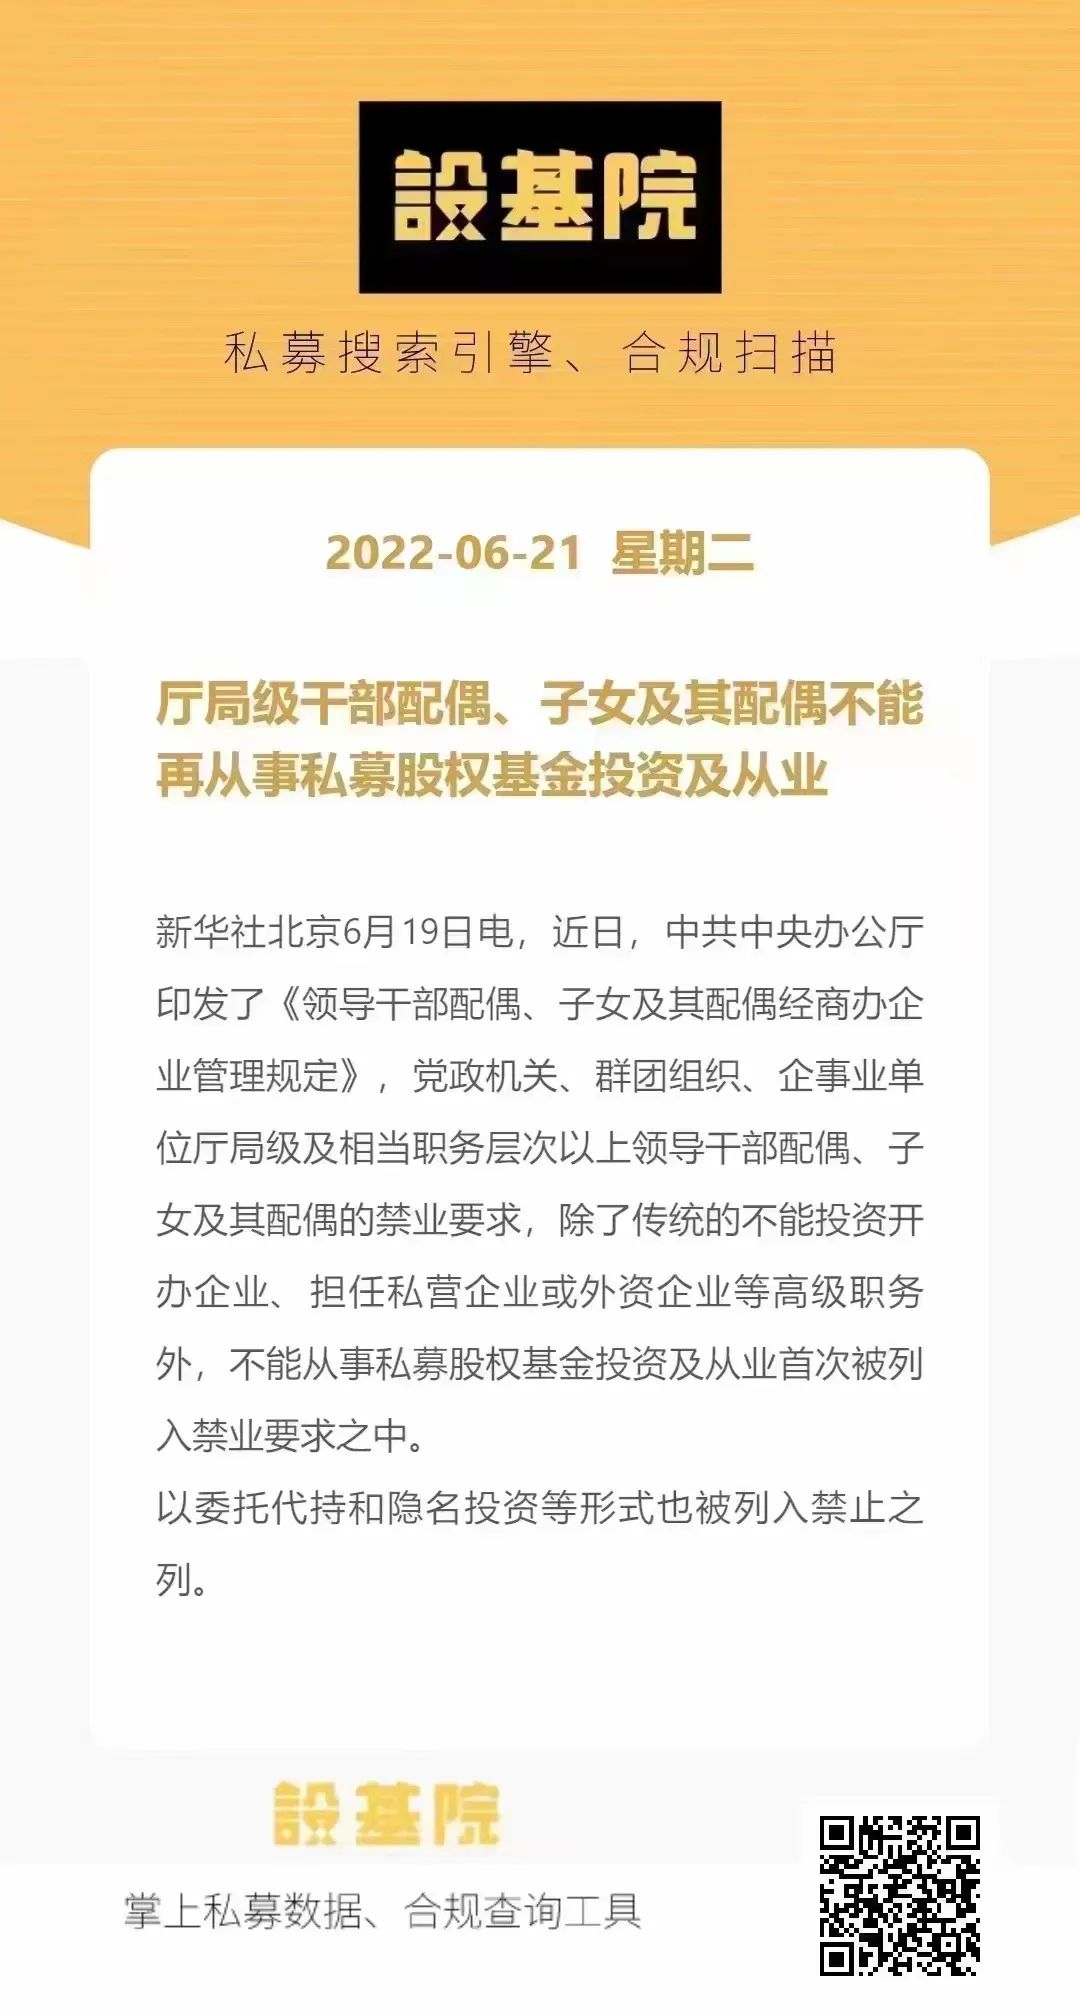 設基院
私募搜索引擎、合规扫描
2022-06-21 星期二
厅局级干部配偶、子女及其配偶不能
再从事私募股权基金投资及从业
新华社北京6月19日电，近日，中共中央办公厅
印发了《领导干部配偶、子女及其配偶经商办企
业管理规定》，党政机关、群团组织、企事业单
位厅局级及相当职务层次以上领导干部配偶、子
女及其配偶的禁业要求，除了传统的不能投资开
办企业、担任私营企业或外资企业等高级职务
外，不能从事私募股权基金投资及从业首次被列
入禁业要求之中。
以委托代持和隐名投资等形式也被列入禁止之
列。
設基院
掌上私募数据、合规查询工具